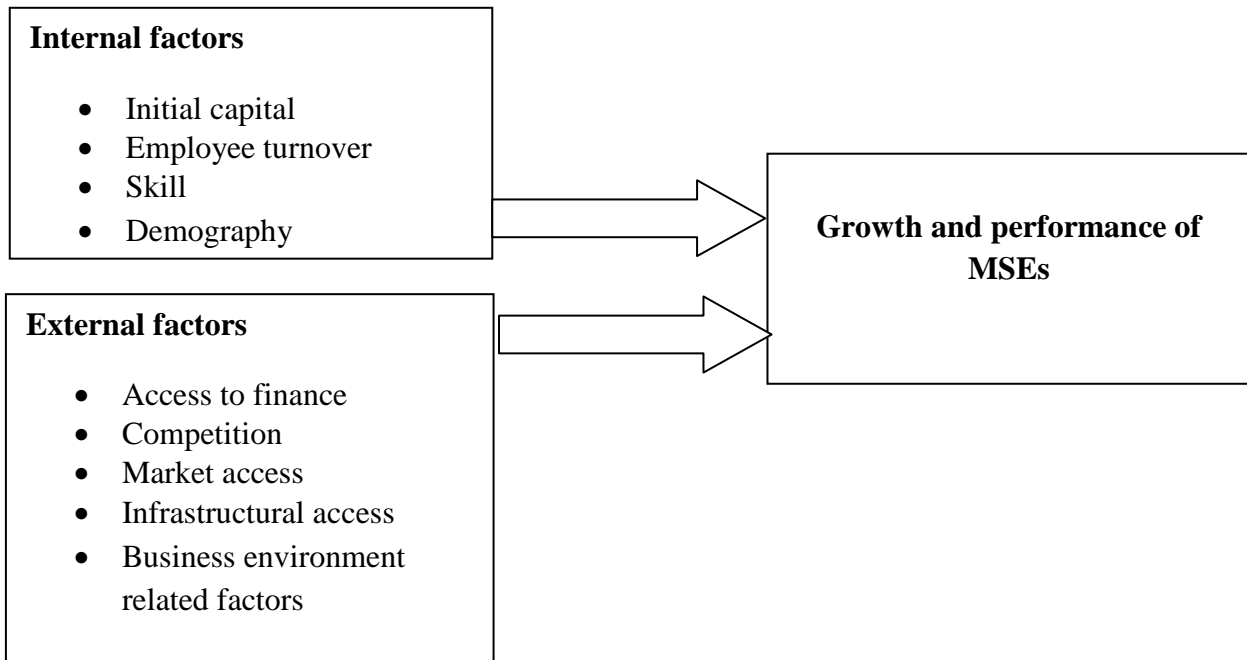 Internal factors
• Initial capital
• Employee turnover
• Skill
• Demography
Growth and performance of
MSEs
External factors
• Access to finance
• Competition
• Market access
• Infrastructural access
• Business environment
related factors